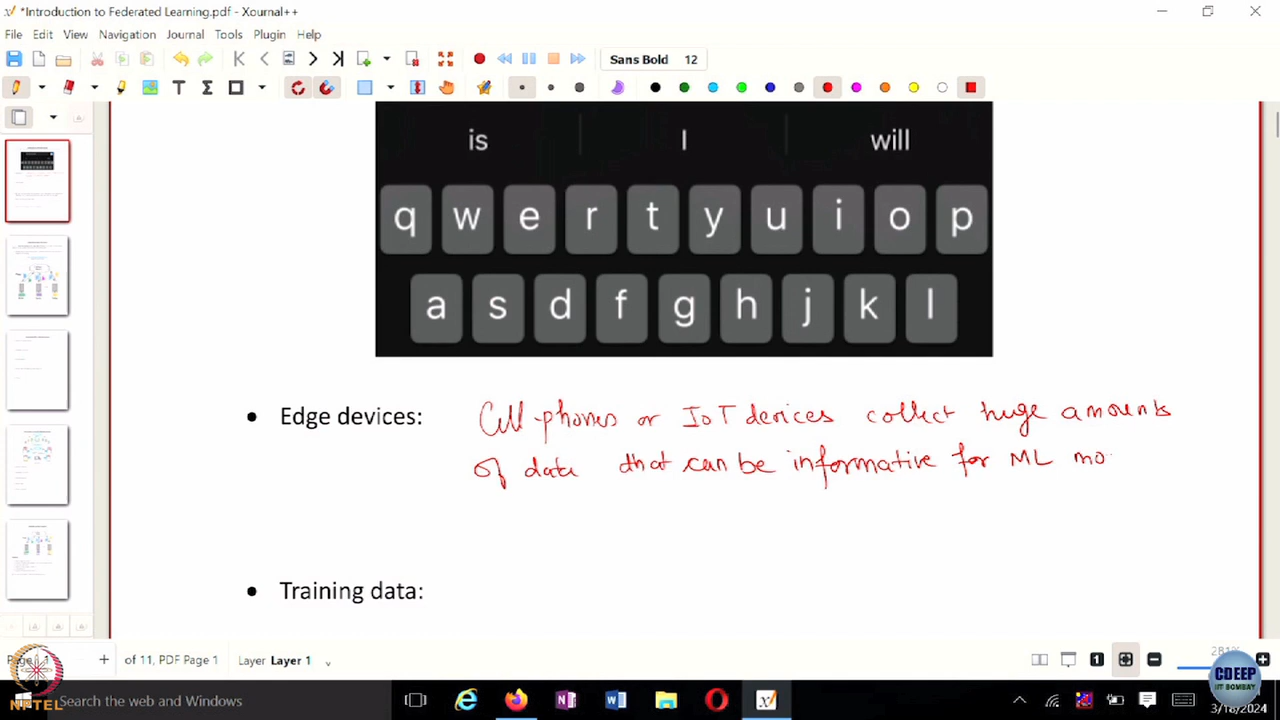 *Introduction to Federated Learning.pdf - Xournal++
File Edit View Navigation Journal Tools Plugin Help
Sans Bold 12
is I will
q w e r t y u i o p
a s d f g h j k l
• Edge devices: Cell-phones or IoT devices collect huge amounts
of data that can be informative for ML mo
• Training data:
of 11, PDF Page 1 Layer Layer 1 281%
NPTEL Search the web and Windows
CDEEP
IIT BOMBAY
3/18/2024